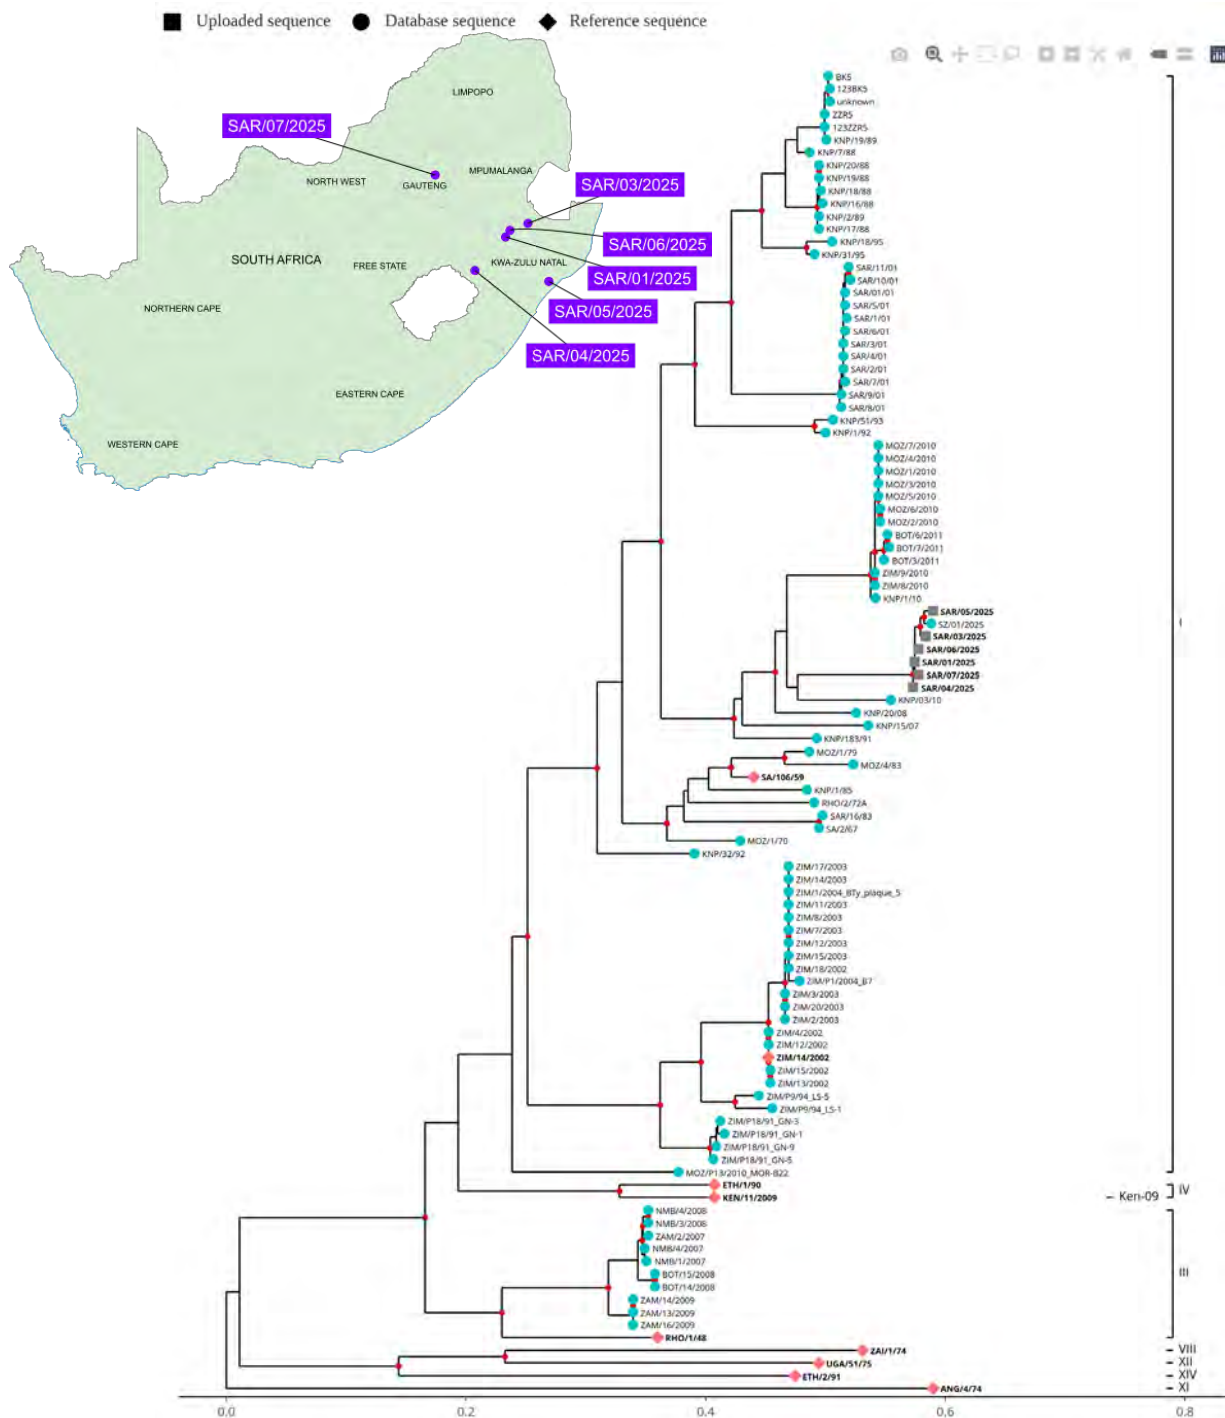 Uploaded sequence Database sequence Reference sequence
LIMPOPO
SAR/07/2025
MPUMALANGA
NORTH WEST
GAUTENG
SAR/03/2025
SAR/06/2025
SOUTH AFRICA
FREE STATE
KWA-ZULU NATAL
SAR/01/2025
NORTHERN CAPE
SAR/05/2025
SAR/04/2025
EASTERN CAPE
WESTERN CAPE
BK5
123BK5
unknown
ZZR5
123ZZR5
KNP/19/89
KNP/7/88
KNP/20/88
KNP/19/88
KNP/18/88
KNP/16/88
KNP/2/89
KNP/17/88
KNP/18/95
KNP/31/95
SAR/11/01
SAR/10/01
SAR/01/01
SAR/5/01
SAR/1/01
SAR/6/01
SAR/3/01
SAR/4/01
SAR/2/01
SAR/7/01
SAR/9/01
SAR/8/01
KNP/51/93
KNP/1/92
MOZ/7/2010
MOZ/4/2010
MOZ/1/2010
MOZ/3/2010
MOZ/5/2010
MOZ/6/2010
MOZ/2/2010
BOT/6/2011
BOT/7/2011
BOT/3/2011
ZIM/9/2010
ZIM/8/2010
KNP/1/10
SAR/05/2025
SZ/01/2025
I
SAR/03/2025
SAR/06/2025
SAR/01/2025
SAR/07/2025
SAR/04/2025
KNP/03/10
KNP/20/08
KNP/15/07
KNP/183/91
MOZ/1/79
MOZ/4/83
SA/106/59
KNP/1/85
RHO/2/72A
SAR/16/83
SA/2/67
MOZ/1/70
KNP/32/92
ZIM/17/2003
ZIM/14/2003
ZIM/1/2004_BTy_plaque_5
ZIM/11/2003
ZIM/8/2003
ZIM/7/2003
ZIM/12/2003
ZIM/15/2003
ZIM/18/2002
ZIM/P1/2004_B7
ZIM/3/2003
ZIM/20/2003
ZIM/2/2003
ZIM/4/2002
ZIM/12/2002
ZIM/14/2002
ZIM/15/2002
ZIM/13/2002
ZIM/P9/94_LS-5
ZIM/P9/94_LS-1
ZIM/P18/91_GN-3
ZIM/P18/91_GN-1
ZIM/P18/91_GN-9
ZIM/P18/91_GN-5
MOZ/P13/2010_MOR-B22
ETH/1/90
IV
KEN/11/2009 Ken-09
NMB/4/2008
NMB/3/2008
ZAM/2/2007
NMB/4/2007
NMB/1/2007
BOT/15/2008
III
BOT/14/2008
ZAM/14/2009
ZAM/13/2009
ZAM/16/2009
RHO/1/48
ZAI/1/74 VIII
UGA/51/75 XII
ETH/2/91 XIV
ANG/4/74 XI
0.0 0.2 0.4 0.6 0.8